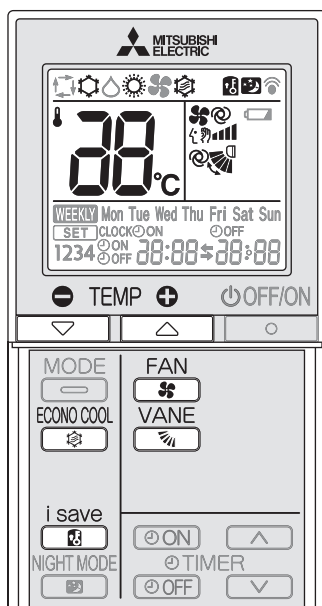 MITSUBISHI
ELECTRIC
88°C
WEEKLY Mon Tue Wed Thu Fri Sat Sun
SET CLOCK ON OFF
1234 ON OFF 88:88 88:88
TEMP OFF/ON
MODE FAN
ECONO COOL VANE
i save
ON
NIGHT MODE TIMER
OFF